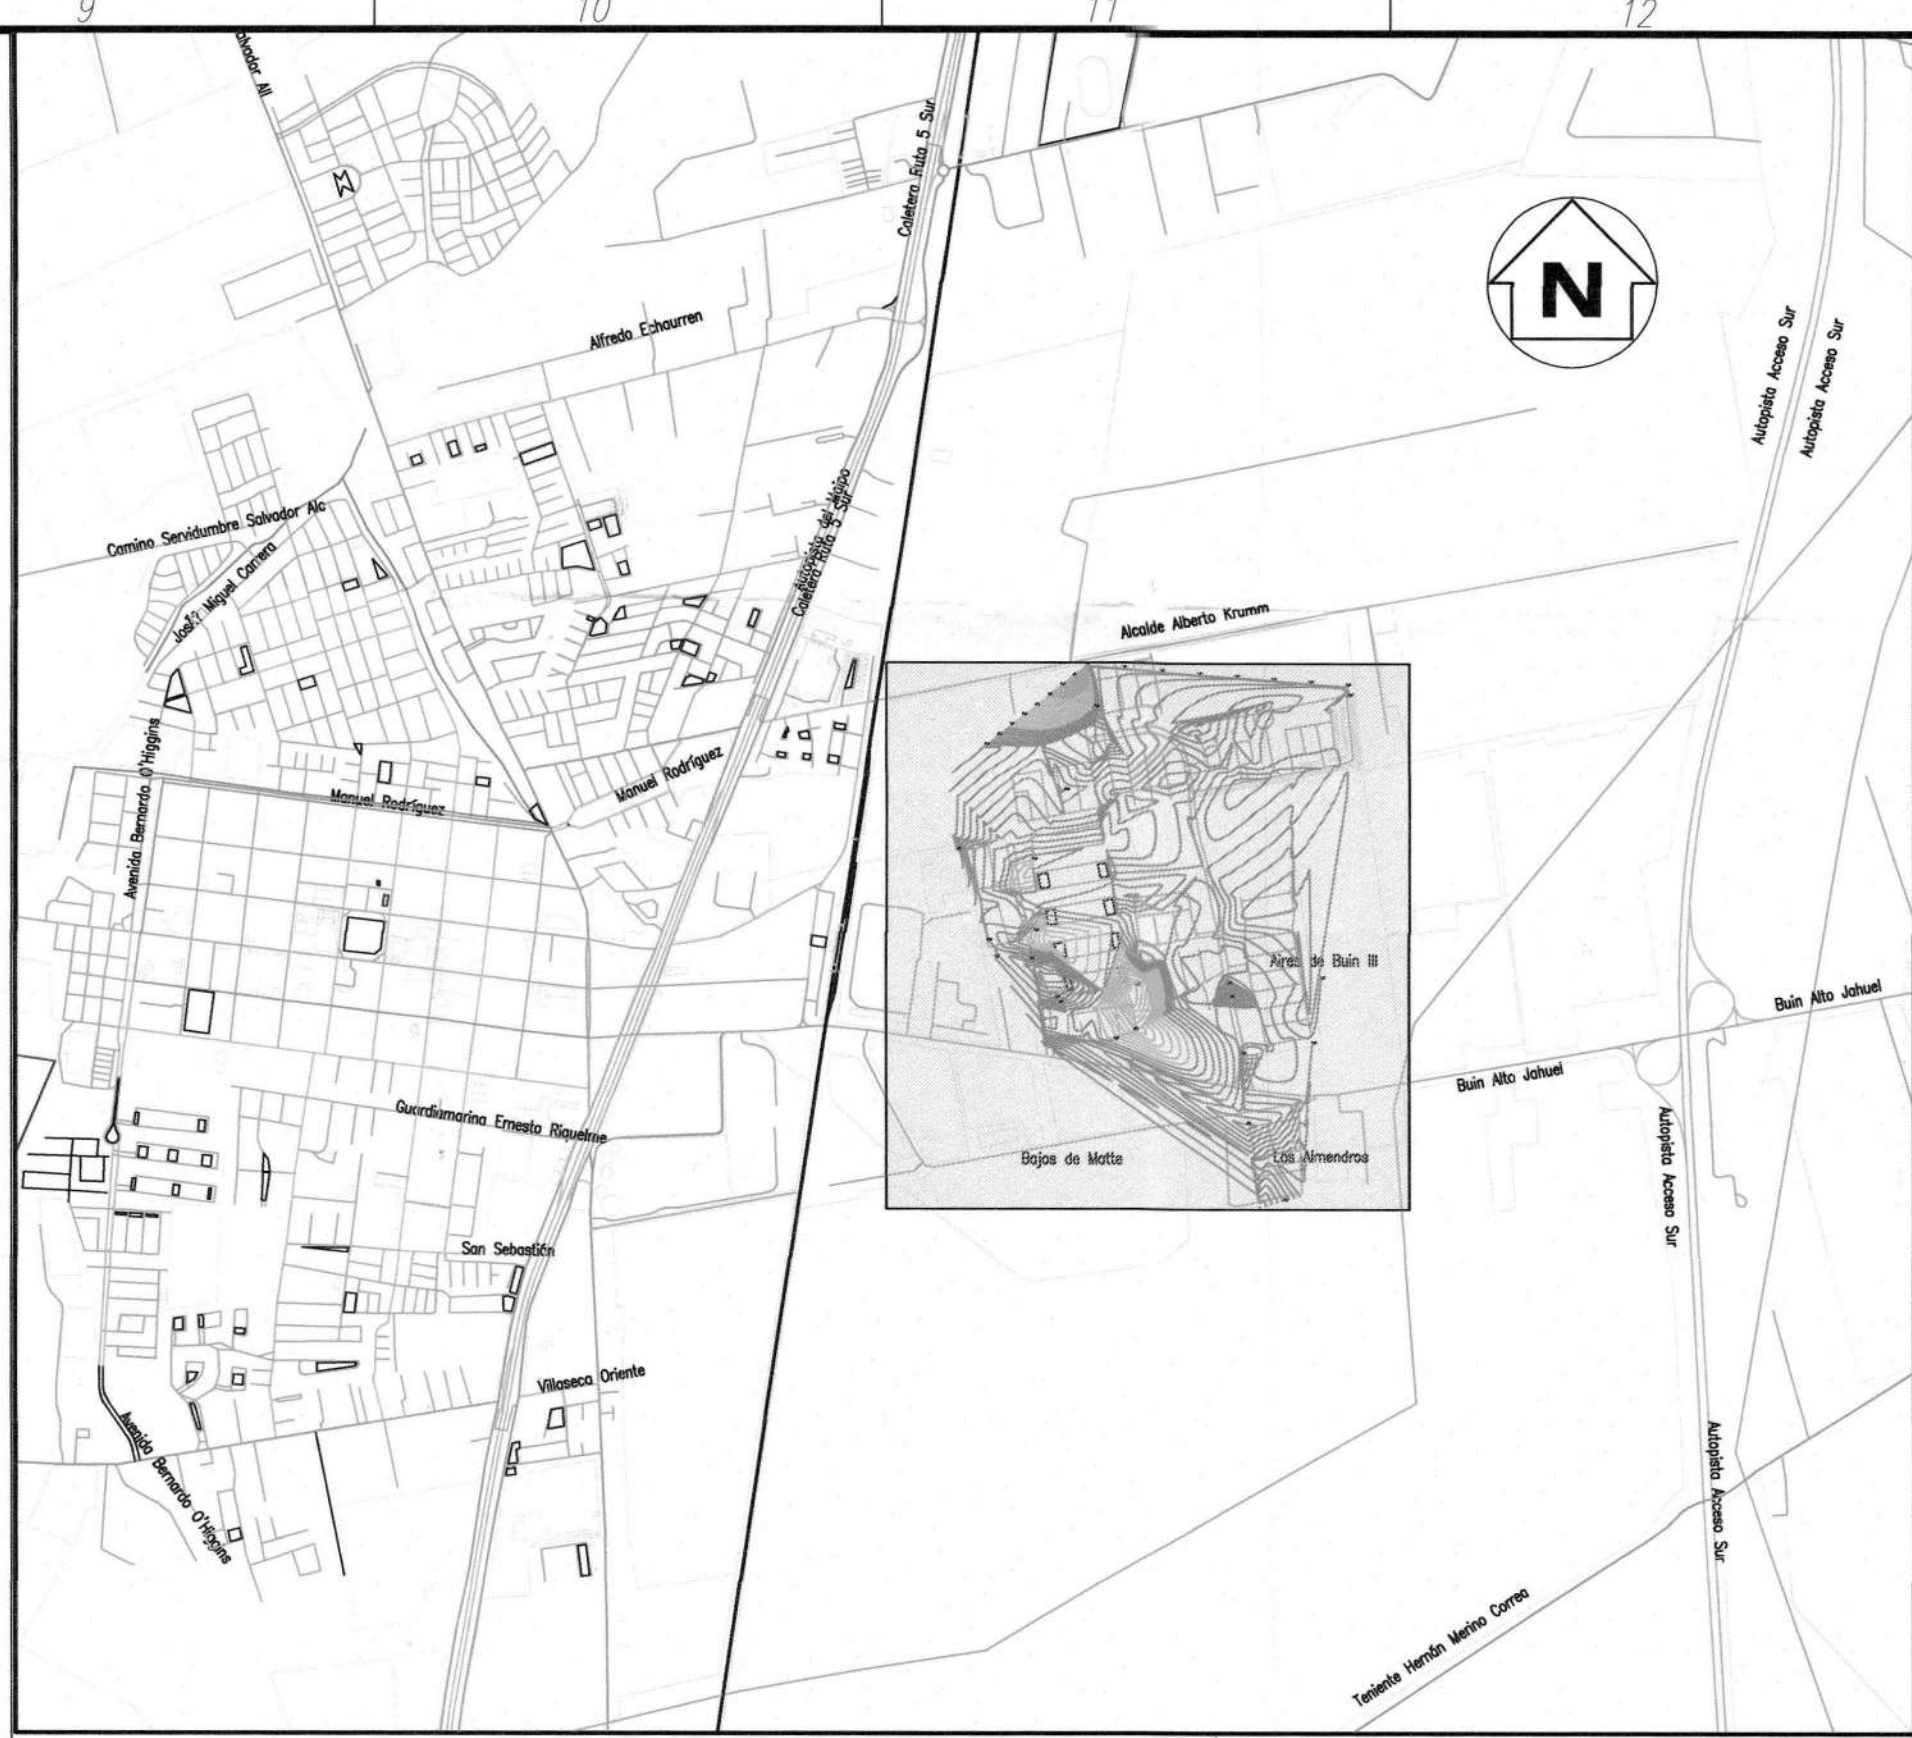 9
10
11
12
Salvador All
Caletera Ruta 5 Sur
N
Alfredo Echaurren
Autopista Acceso Sur
Autopista Acceso Sur
Camino Servidumbre Salvador Alc
Autopista del Maipo
Caletera Ruta 5 Sur
Miguel Carrera
Alcalde Alberto Krumm
Avenida Bernardo O'Higgins
Manuel Rodríguez
Manuel Rodríguez
Aires de Buin III
Buin Alto Jahuel
Buin Alto Jahuel
Guardiamarina Ernesto Riquelme
Bajos de Matte
Los Almendros
Autopista Acceso Sur
San Sebastián
Villaseca Oriente
Avenida Bernardo O'Higgins
Autopista Acceso Sur
Teniente Hernán Merino Correa